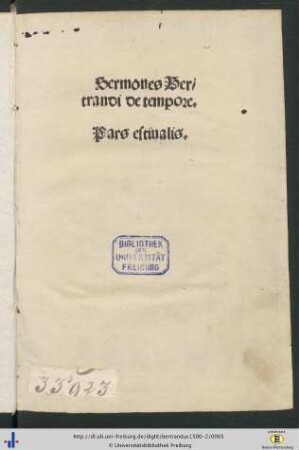 Sermones Ber/
trandi de tempore.
Pars estiualis.
BIBLIOTHEK
DER
UNIVERSITÄT
FREIBURG
33023
http://dl.ub.uni-freiburg.de/diglit/bertrandus1500-2/0005
© Universitätsbibliothek Freiburg